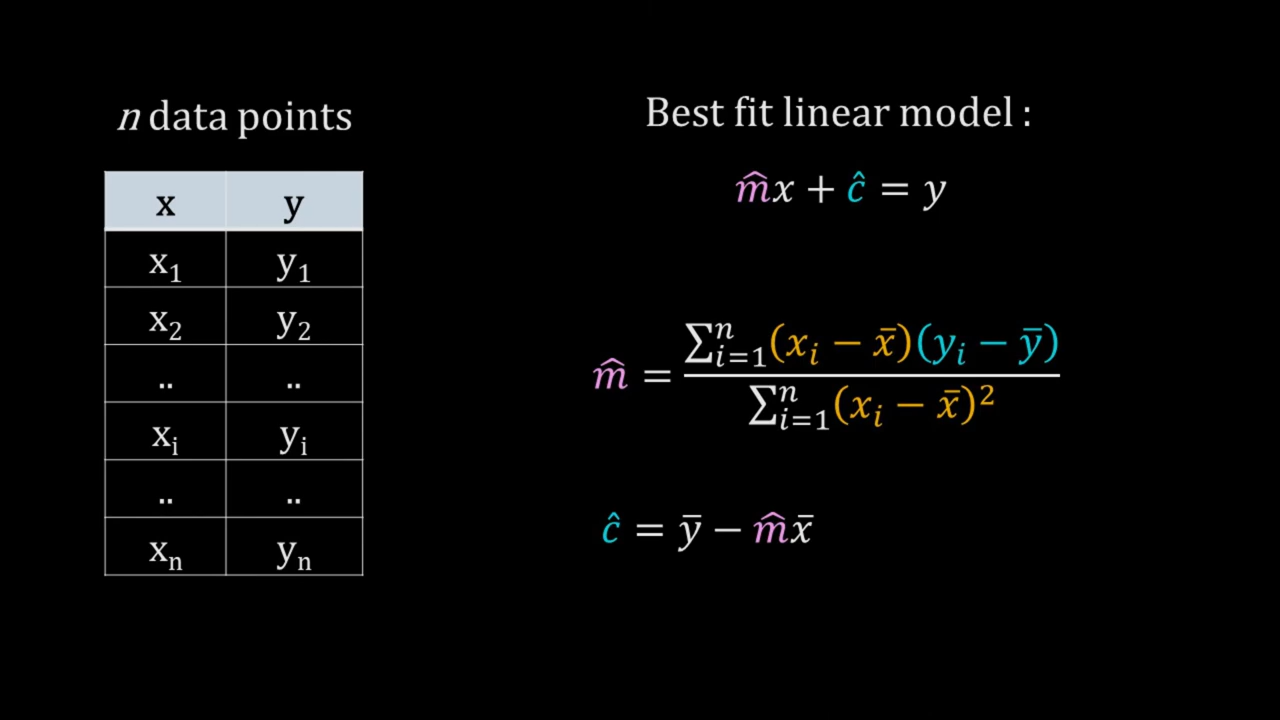 n data points
x y
x₁ y₁
x₂ y₂
.. ..
xᵢ yᵢ
.. ..
xₙ yₙ
Best fit linear model :
m̂x + ĉ = y
m̂ = ∑ⁿᵢ₌₁(xᵢ − x̄)(yᵢ − ȳ) / ∑ⁿᵢ₌₁(xᵢ − x̄)²
ĉ = ȳ − m̂x̄